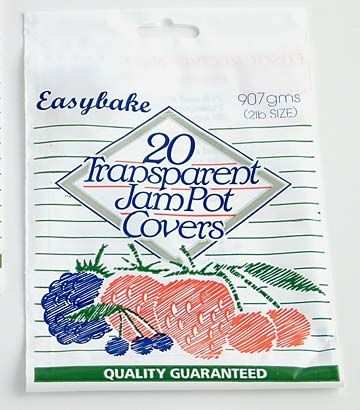 Easybake
907gms
(2lb SIZE)
20
Transparent
Jam Pot
Covers
QUALITY GUARANTEED